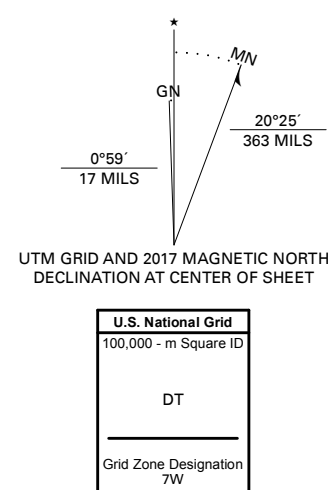 ★
MN
GN
20°25´
363 MILS
0°59´
17 MILS
UTM GRID AND 2017 MAGNETIC NORTH
DECLINATION AT CENTER OF SHEET
U.S. National Grid
100,000 - m Square ID
DT
Grid Zone Designation
7W